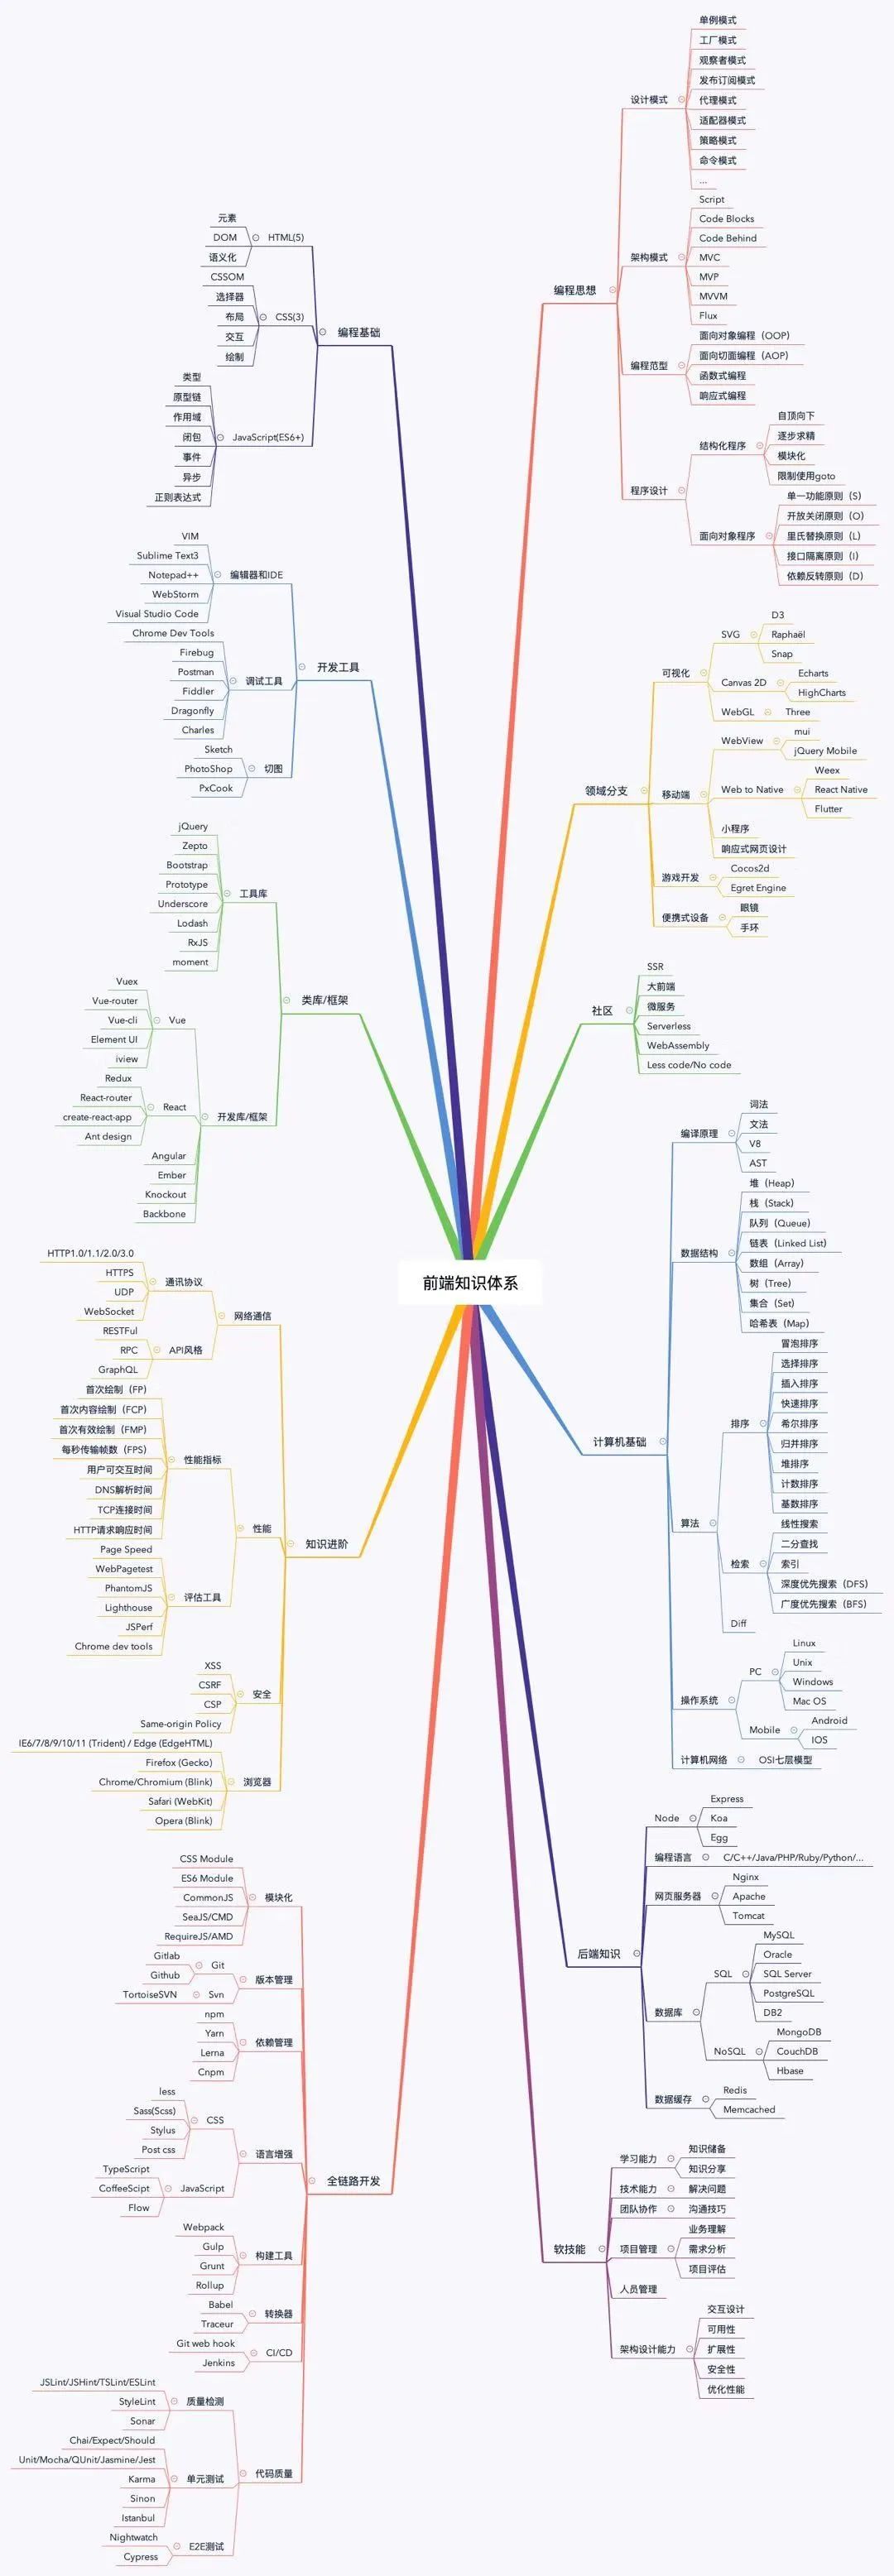 前端知识体系
编程基础
HTML(5)
元素
DOM
语义化
CSS(3)
CSSOM
选择器
布局
交互
绘制
JavaScript(ES6+)
类型
原型链
作用域
闭包
事件
异步
正则表达式
开发工具
编辑器和IDE
VIM
Sublime Text3
Notepad++
WebStorm
Visual Studio Code
调试工具
Chrome Dev Tools
Firebug
Postman
Fiddler
Dragonfly
Charles
切图
Sketch
PhotoShop
PxCook
类库/框架
工具库
jQuery
Zepto
Bootstrap
Prototype
Underscore
Lodash
RxJS
moment
开发库/框架
Vue
Vuex
Vue-router
Vue-cli
Element UI
iview
React
Redux
React-router
create-react-app
Ant design
Angular
Ember
Knockout
Backbone
知识进阶
网络通信
通讯协议
HTTP1.0/1.1/2.0/3.0
HTTPS
UDP
WebSocket
API风格
RESTFul
RPC
GraphQL
性能
性能指标
首次绘制（FP)
首次内容绘制（FCP)
首次有效绘制（FMP)
每秒传输帧数（FPS)
用户可交互时间
DNS解析时间
TCP连接时间
HTTP请求响应时间
评估工具
Page Speed
WebPagetest
PhantomJS
Lighthouse
JSPerf
Chrome dev tools
安全
XSS
CSRF
CSP
Same-origin Policy
浏览器
IE6/7/8/9/10/11 (Trident) / Edge (EdgeHTML)
Firefox (Gecko)
Chrome/Chromium (Blink)
Safari (WebKit)
Opera (Blink)
全链路开发
模块化
CSS Module
ES6 Module
CommonJS
SeaJS/CMD
RequireJS/AMD
版本管理
Git
Gitlab
Github
Svn
TortoiseSVN
依赖管理
npm
Yarn
Lerna
Cnpm
语言增强
CSS
less
Sass(Scss)
Stylus
Post css
JavaScript
TypeScript
CoffeeScipt
Flow
构建工具
Webpack
Gulp
Grunt
Rollup
转换器
Babel
Traceur
CI/CD
Git web hook
Jenkins
代码质量
质量检测
JSLint/JSHint/TSLint/ESLint
StyleLint
Sonar
单元测试
Chai/Expect/Should
Unit/Mocha/QUnit/Jasmine/Jest
Karma
Sinon
Istanbul
E2E测试
Nightwatch
Cypress
编程思想
设计模式
单例模式
工厂模式
观察者模式
发布订阅模式
代理模式
适配器模式
策略模式
命令模式
...
架构模式
Script
Code Blocks
Code Behind
MVC
MVP
MVVM
Flux
编程范型
面向对象编程（OOP)
面向切面编程（AOP)
函数式编程
响应式编程
程序设计
结构化程序
自顶向下
逐步求精
模块化
限制使用goto
面向对象程序
单一功能原则（S)
开放关闭原则（O)
里氏替换原则（L)
接口隔离原则（I)
依赖反转原则（D)
领域分支
可视化
SVG
D3
Raphaël
Snap
Canvas 2D
Echarts
HighCharts
WebGL
Three
移动端
WebView
mui
jQuery Mobile
Web to Native
Weex
React Native
Flutter
小程序
响应式网页设计
游戏开发
Cocos2d
Egret Engine
便携式设备
眼镜
手环
社区
SSR
大前端
微服务
Serverless
WebAssembly
Less code/No code
计算机基础
编译原理
词法
文法
V8
AST
数据结构
堆（Heap)
栈（Stack)
队列（Queue)
链表（Linked List)
数组（Array)
树（Tree)
集合（Set)
哈希表（Map)
算法
排序
冒泡排序
选择排序
插入排序
快速排序
希尔排序
归并排序
堆排序
计数排序
基数排序
检索
线性搜索
二分查找
索引
深度优先搜索（DFS)
广度优先搜索（BFS)
Diff
操作系统
PC
Linux
Unix
Windows
Mac OS
Mobile
Android
IOS
计算机网络
OSI七层模型
后端知识
Node
Express
Koa
Egg
编程语言
C/C++/Java/PHP/Ruby/Python/...
网页服务器
Nginx
Apache
Tomcat
数据库
SQL
MySQL
Oracle
SQL Server
PostgreSQL
DB2
NoSQL
MongoDB
CouchDB
Hbase
数据缓存
Redis
Memcached
软技能
学习能力
知识储备
知识分享
技术能力
解决问题
团队协作
沟通技巧
项目管理
业务理解
需求分析
项目评估
人员管理
架构设计能力
交互设计
可用性
扩展性
安全性
优化性能